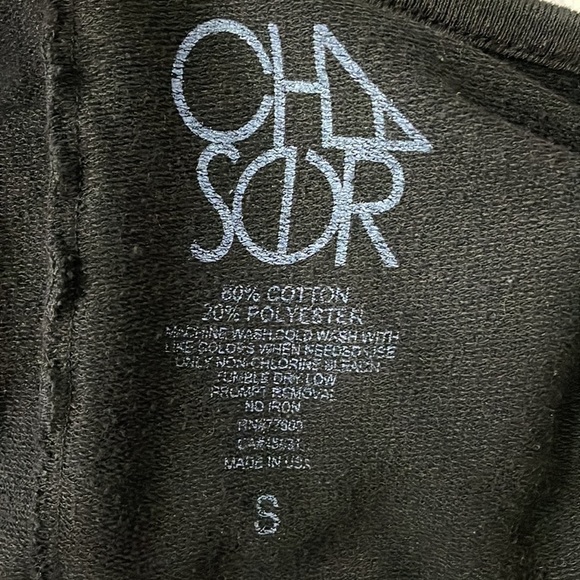 CHA
SOR
80% COTTON
20% POLYESTER
MACHINE WASH COLD WASH WITH
LIKE COLORS WHEN NEEDED USE
ONLY NON-CHLORINE BLEACH
TUMBLE DRY LOW
PROMPT REMOVAL
NO IRON
MADE IN USA
S